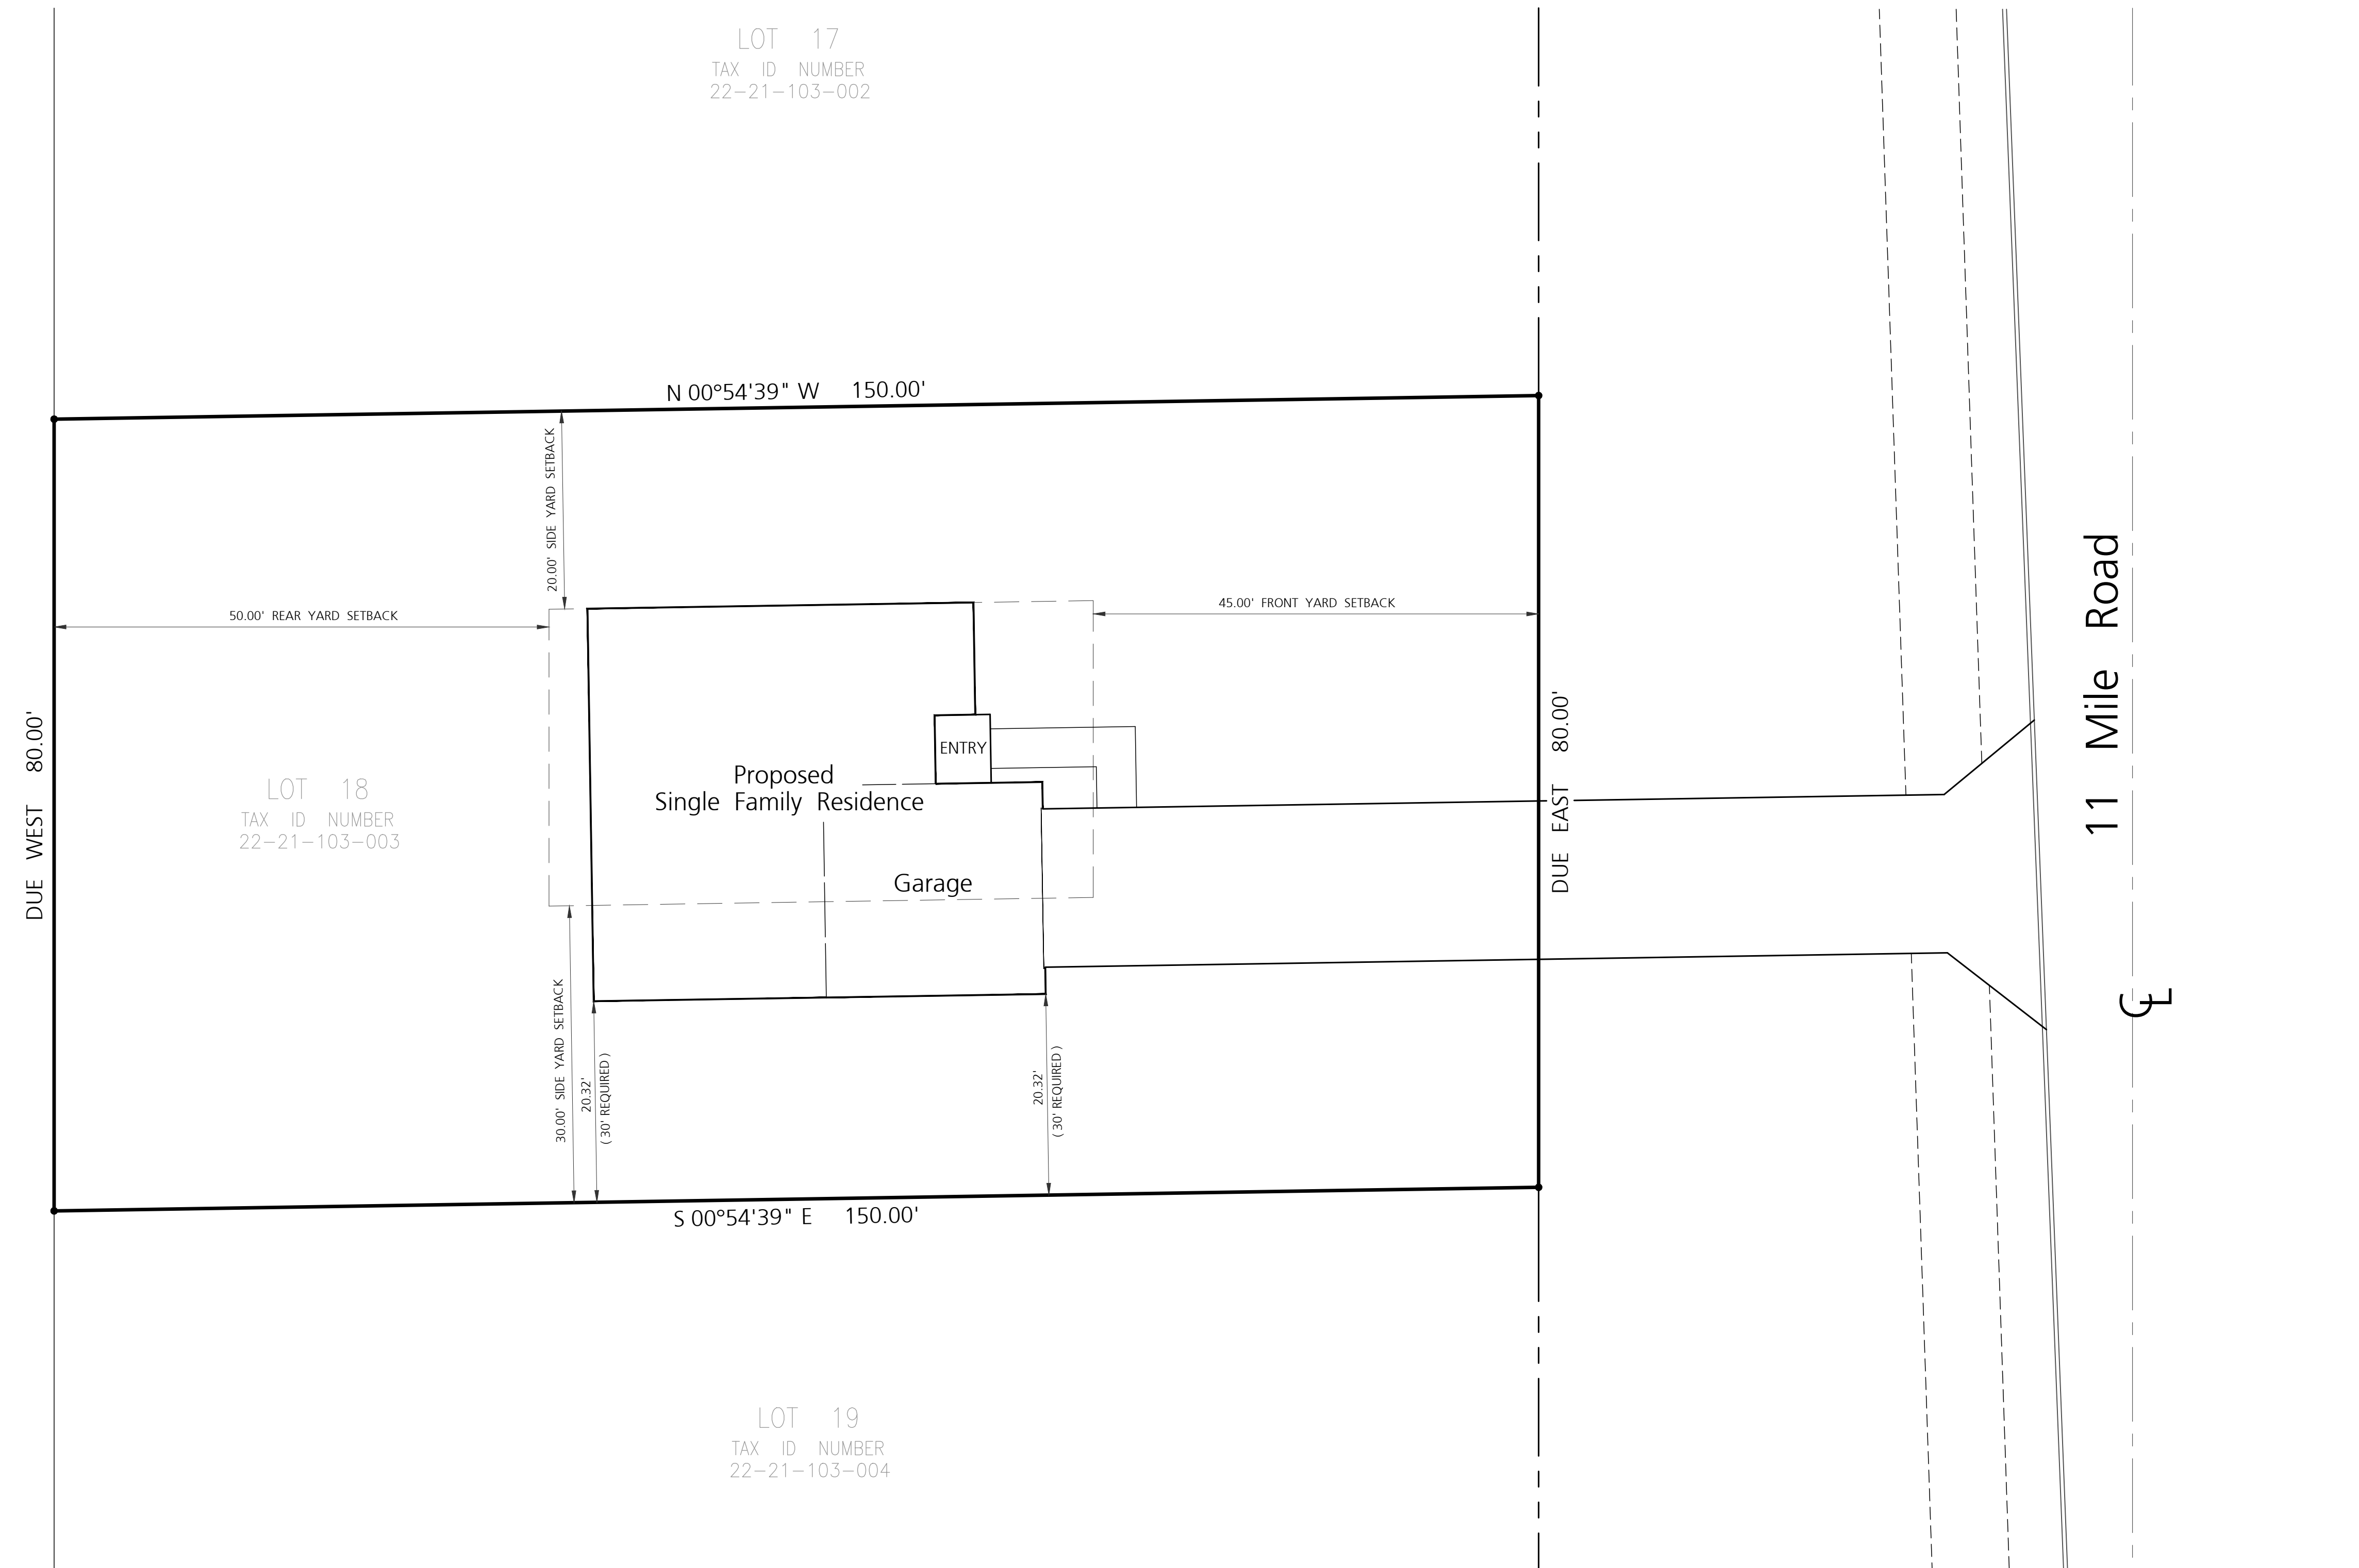 LOT 17
TAX ID NUMBER
22-21-103-002
N 00°54'39" W 150.00'
20.00' SIDE YARD SETBACK
50.00' REAR YARD SETBACK
45.00' FRONT YARD SETBACK
11 Mile Road
DUE WEST 80.00'
DUE EAST 80.00'
ENTRY
Proposed
Single Family Residence
LOT 18
TAX ID NUMBER
22-21-103-003
Garage
30.00' SIDE YARD SETBACK
20.32'
( 30' REQUIRED )
20.32'
( 30' REQUIRED )
CL
S 00°54'39" E 150.00'
LOT 19
TAX ID NUMBER
22-21-103-004